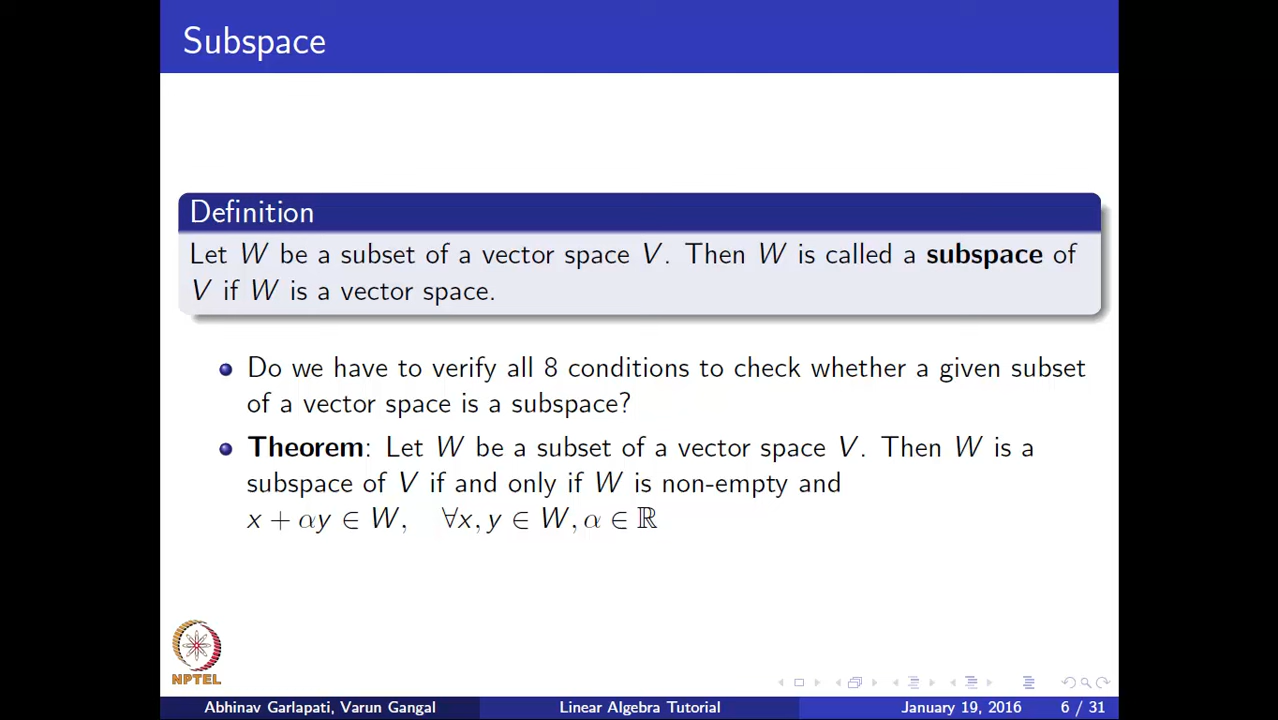 Subspace
Definition
Let W be a subset of a vector space V. Then W is called a subspace of
V if W is a vector space.
Do we have to verify all 8 conditions to check whether a given subset
of a vector space is a subspace?
Theorem: Let W be a subset of a vector space V. Then W is a
subspace of V if and only if W is non-empty and
x + αy ∈ W, ∀x, y ∈ W, α ∈ ℝ
NPTEL
Abhinav Garlapati, Varun Gangal Linear Algebra Tutorial January 19, 2016 6 / 31